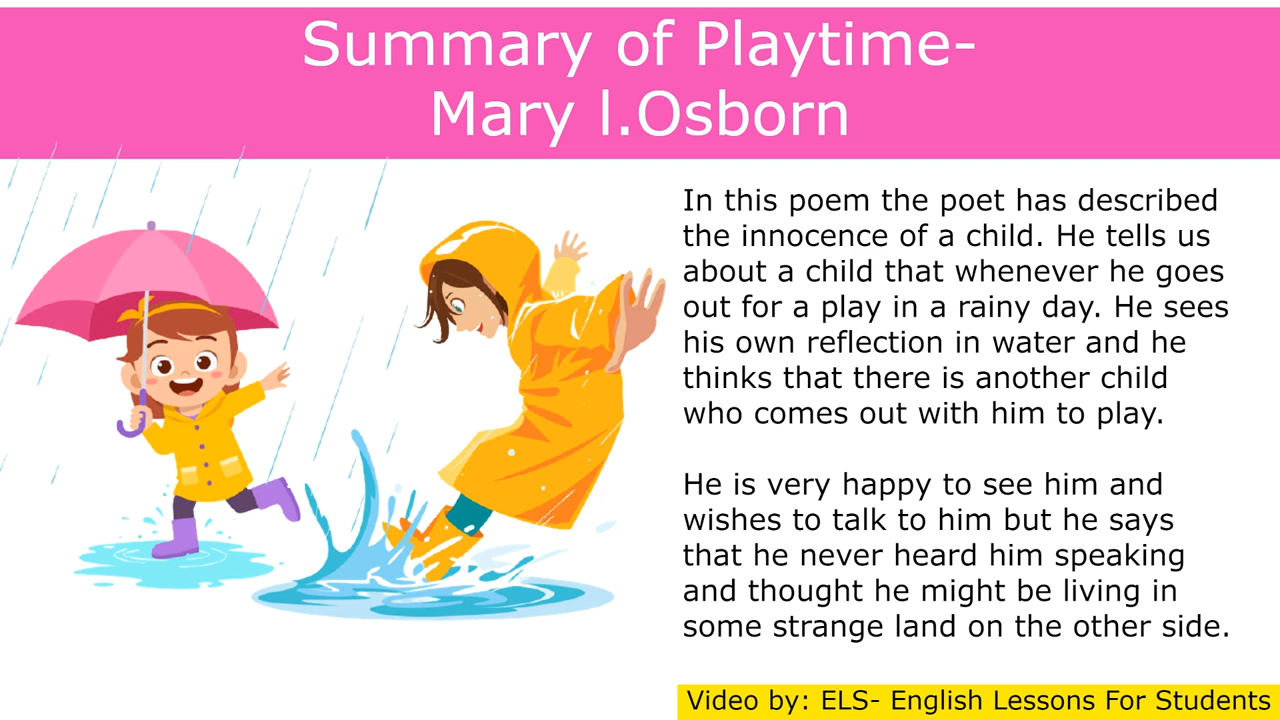 Summary of Playtime-
Mary l.Osborn
In this poem the poet has described
the innocence of a child. He tells us
about a child that whenever he goes
out for a play in a rainy day. He sees
his own reflection in water and he
thinks that there is another child
who comes out with him to play.
He is very happy to see him and
wishes to talk to him but he says
that he never heard him speaking
and thought he might be living in
some strange land on the other side.
Video by: ELS- English Lessons For Students